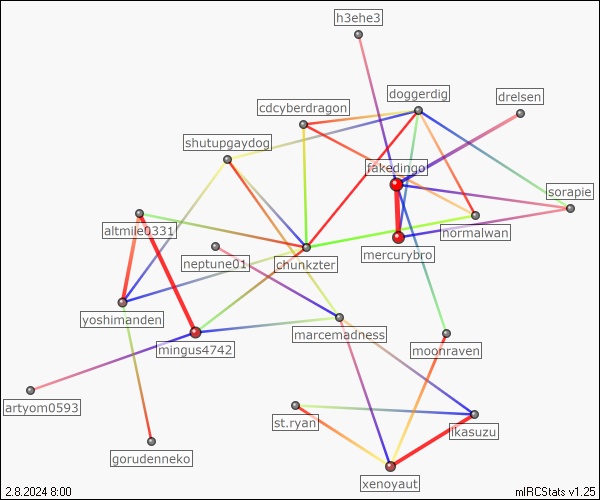 h3ehe3
doggerdig
drelsen
cdcyberdragon
shutupgaydog
fakedingo
sorapie
altmile0331
normalwan
mercurybro
neptune01
chunkzter
yoshimanden
marcemadness
mingus4742
moonraven
artyom0593
st.ryan
ikasuzu
gorudenneko
xenoyaut
2.8.2024 8:00
mIRCStats v1.25